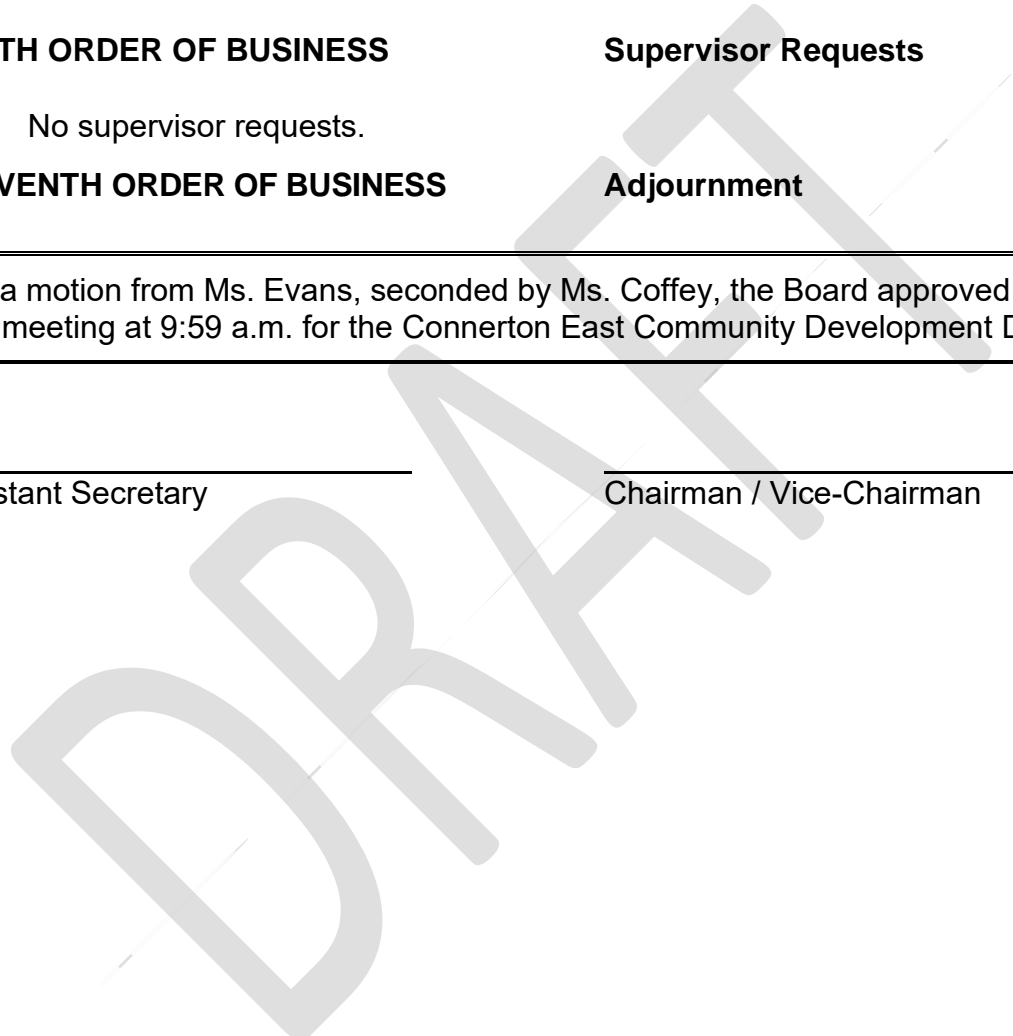 TH ORDER OF BUSINESS Supervisor Requests
No supervisor requests.
VENTH ORDER OF BUSINESS Adjournment
a motion from Ms. Evans, seconded by Ms. Coffey, the Board approved
meeting at 9:59 a.m. for the Connerton East Community Development D
stant Secretary Chairman / Vice-Chairman
DRAFT